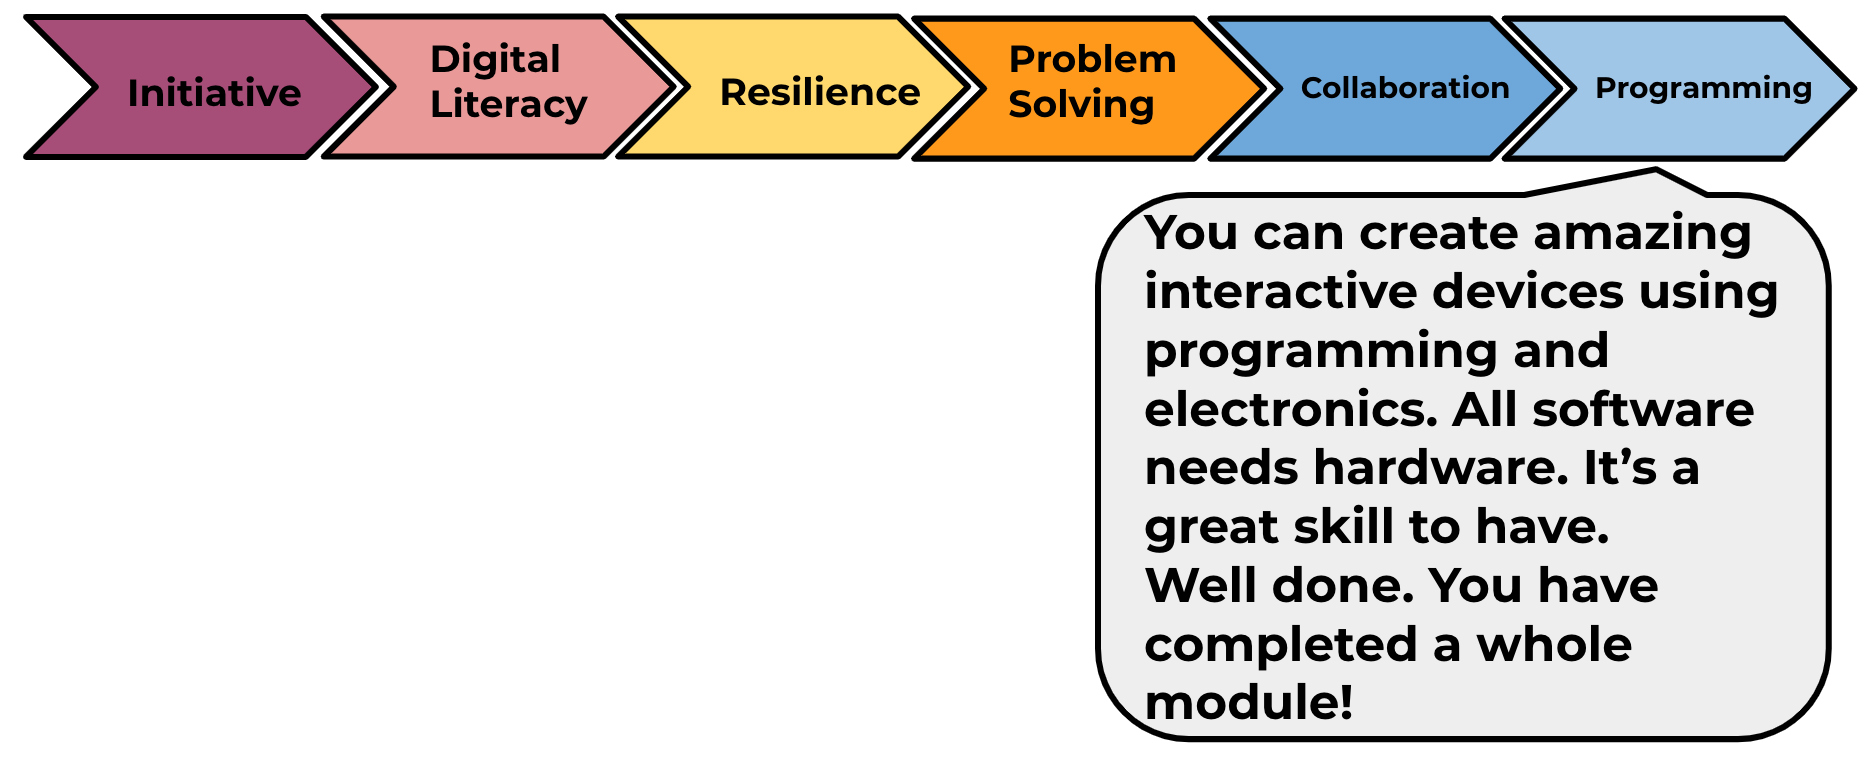 Initiative
Digital
Literacy
Resilience
Problem
Solving
Collaboration
Programming
You can create amazing
interactive devices using
programming and
electronics. All software
needs hardware. It’s a
great skill to have.
Well done. You have
completed a whole
module!